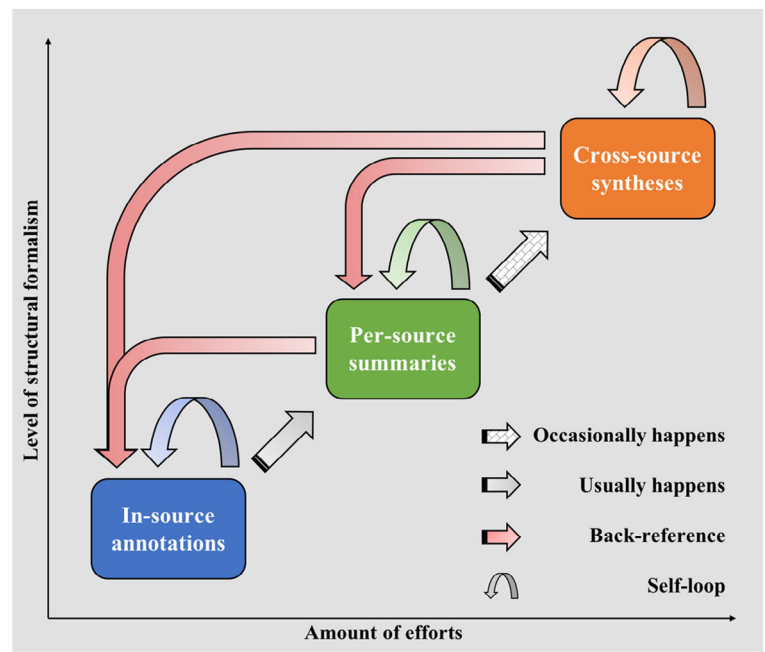 Cross-source
syntheses
Per-source
summaries
In-source
annotations
Occasionally happens
Usually happens
Back-reference
Self-loop
Level of structural formalism
Amount of efforts